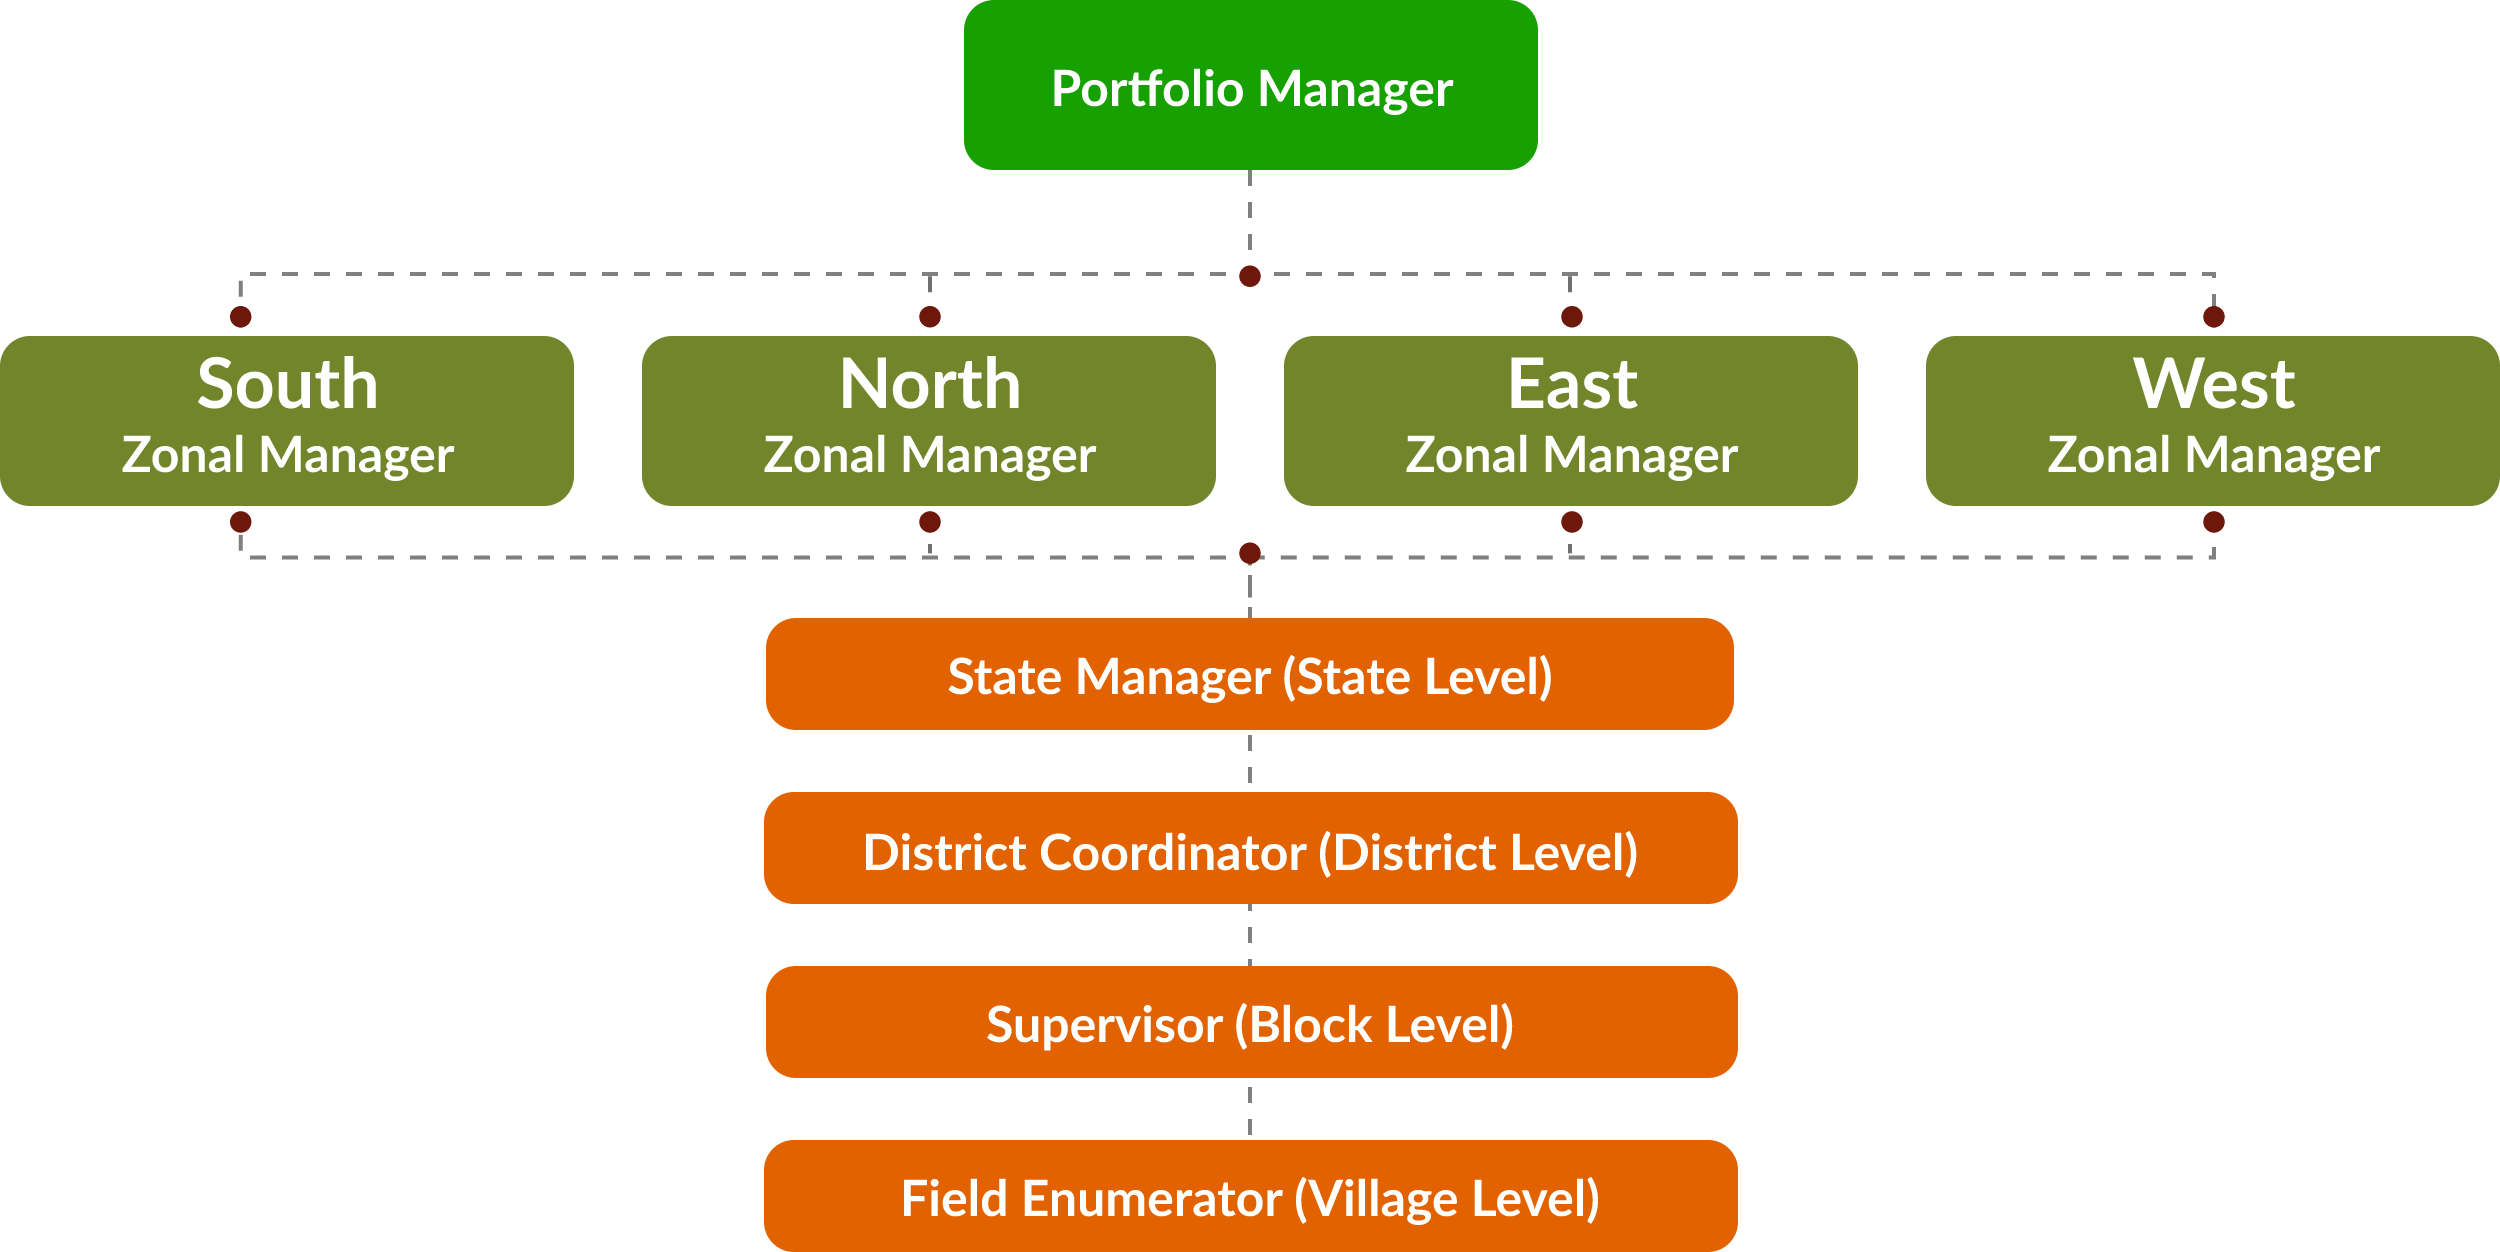 Portfolio Manager
South
Zonal Manager
North
Zonal Manager
East
Zonal Manager
West
Zonal Manager
State Manager (State Level)
District Coordinator (District Level)
Supervisor (Block Level)
Field Enumerator (Village Level)